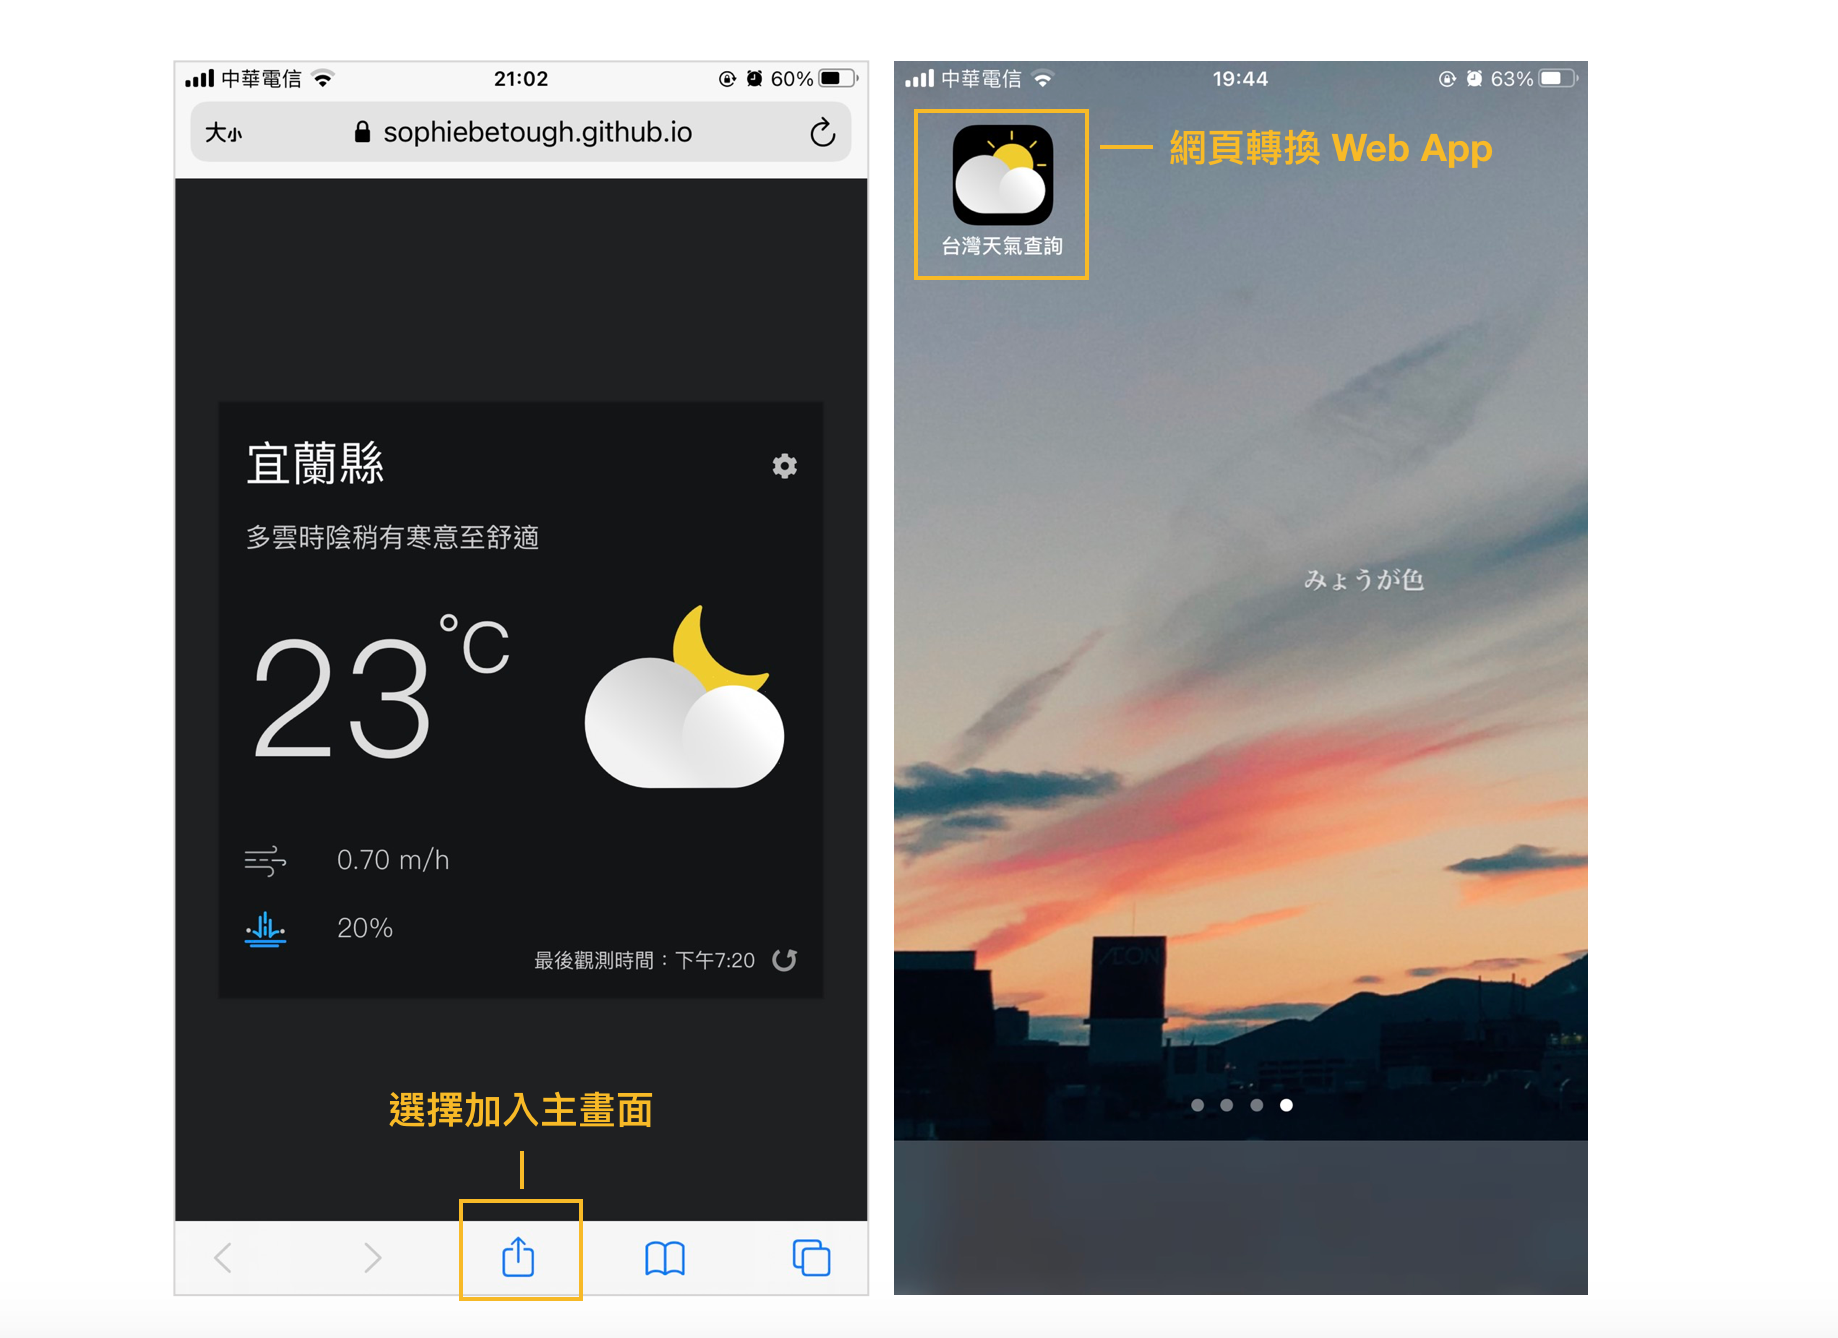 中華電信 21:02 60%
大小 sophiebetough.github.io
宜蘭縣
多雲時陰稍有寒意至舒適
23°C
0.70 m/h
20%
最後觀測時間：下午7:20
選擇加入主畫面
中華電信 19:44 63%
網頁轉換 Web App
台灣天氣查詢
みょうが色
ÆON